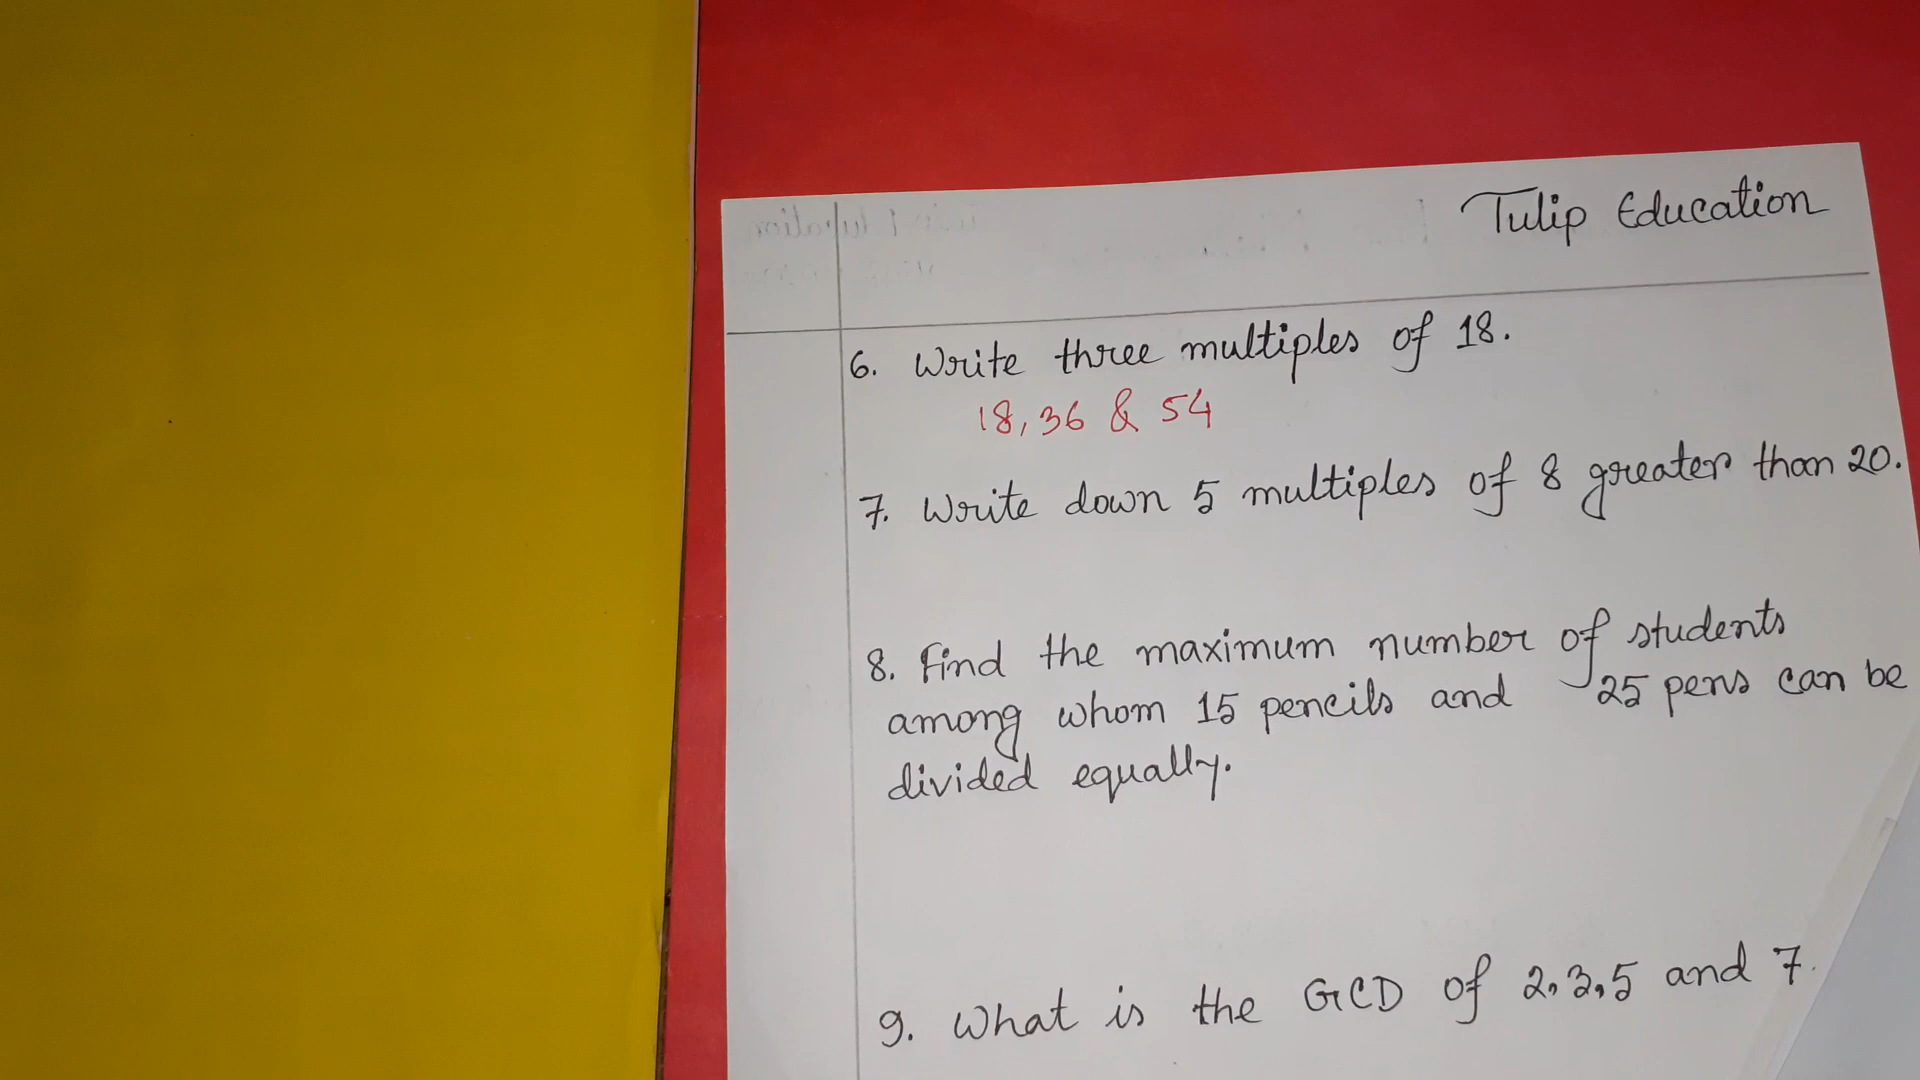 Tulip Education
6. Write three multiples of 18.
18, 36 & 54
7. Write down 5 multiples of 8 greater than 20.
8. Find the maximum number of students
among whom 15 pencils and 25 pens can be
divided equally.
9. What is the GCD of 2,3,5 and 7.